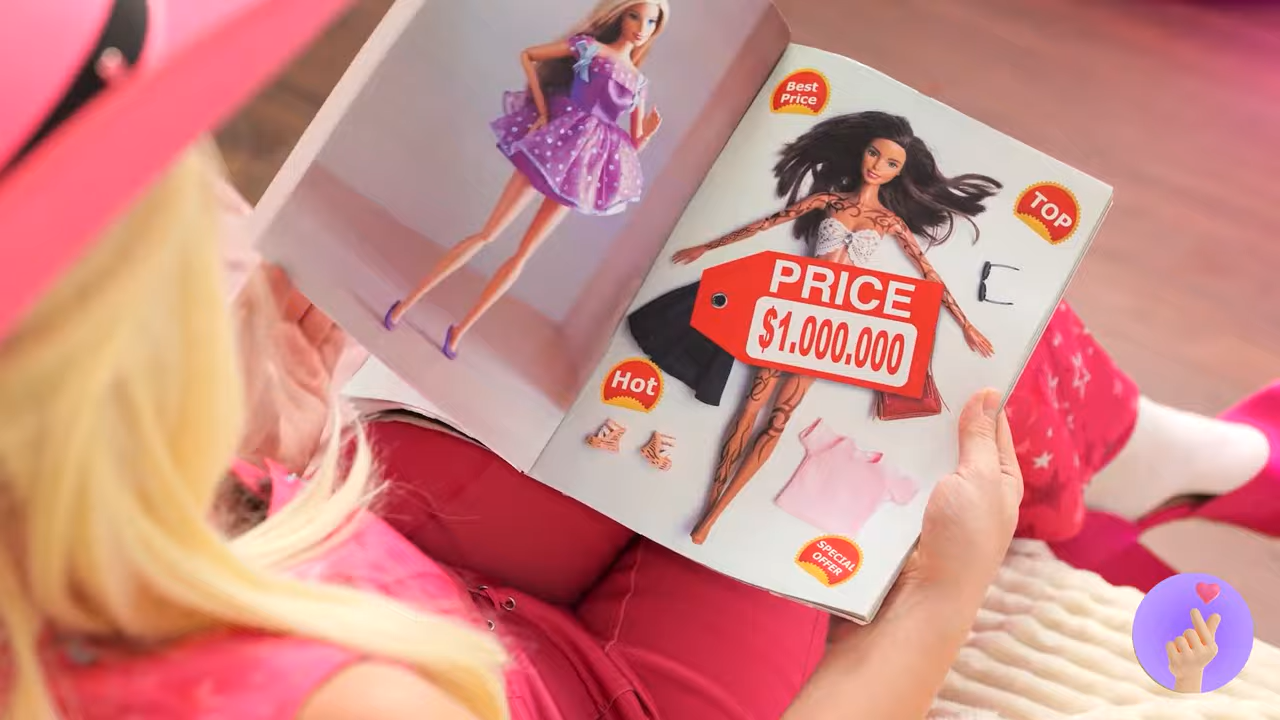 Best
Price
TOP
PRICE
$1.000.000
Hot
SPECIAL
OFFER